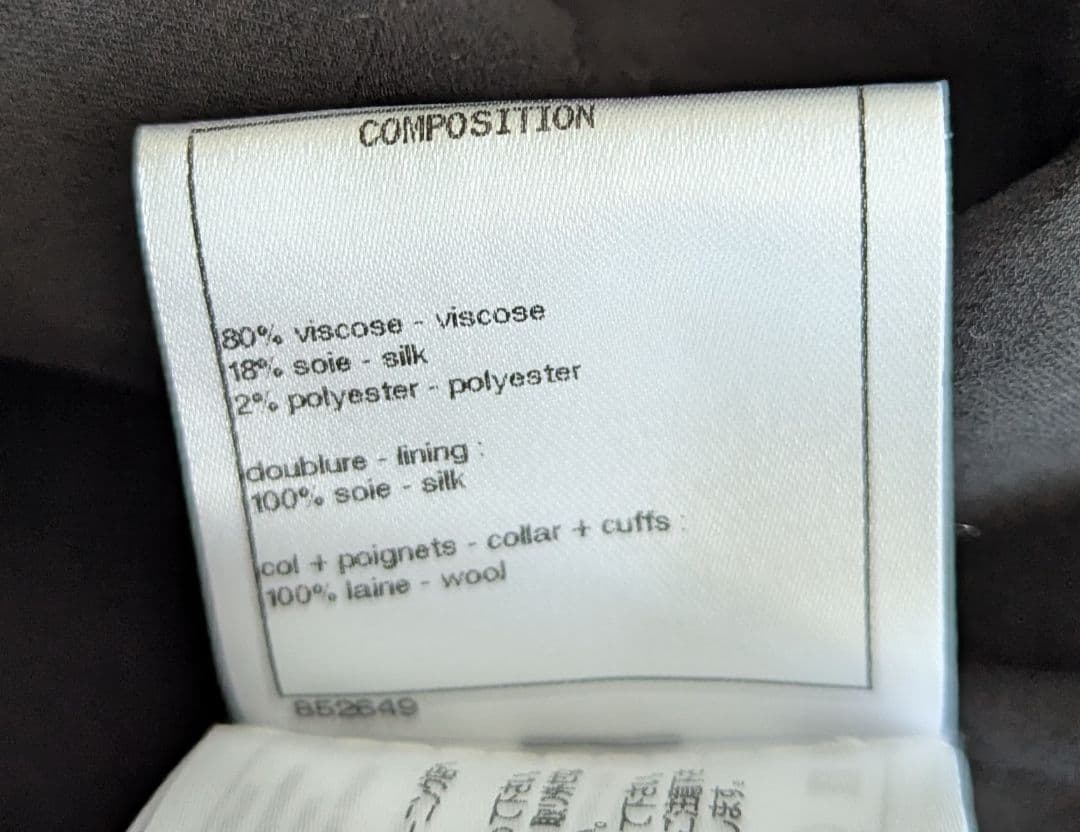 COMPOSITION
80% viscose - viscose
18% soie - silk
2% polyester - polyester
doublure - lining :
100% soie - silk
col + poignets - collar + cuffs :
100% laine - wool
852649